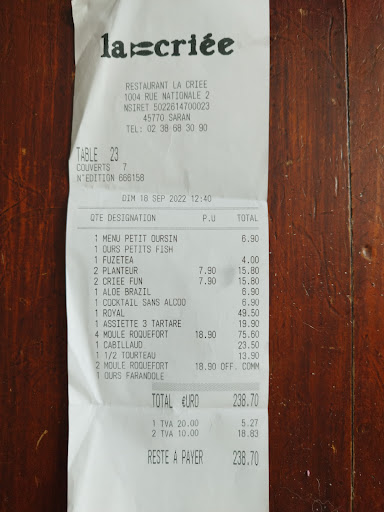 la criée
RESTAURANT LA CRIEE
1004 RUE NATIONALE 2
NSIRET 5022614700023
45770 SARAN
TEL: 02 38 68 30 90
TABLE 23
COUVERTS 7
N°EDITION 666158
DIM 18 SEP 2022 12:40
QTE DESIGNATION P.U TOTAL
1 MENU PETIT OURSIN 6.90
1 OURS PETITS FISH
1 FUZETEA 4.00
2 PLANTEUR 7.90 15.80
2 CRIEE FUN 7.90 15.80
1 ALOE BRAZIL 6.90
1 COCKTAIL SANS ALCOO 6.90
1 ROYAL 49.50
1 ASSIETTE 3 TARTARE 19.90
4 MOULE ROQUEFORT 18.90 75.60
1 CABILLAUD 23.50
1 1/2 TOURTEAU 13.90
2 MOULE ROQUEFORT 18.90 OFF. COMM
1 OURS FARANDOLE
TOTAL €URO 238.70
1 TVA 20.00 5.27
2 TVA 10.00 18.83
RESTE A PAYER 238.70